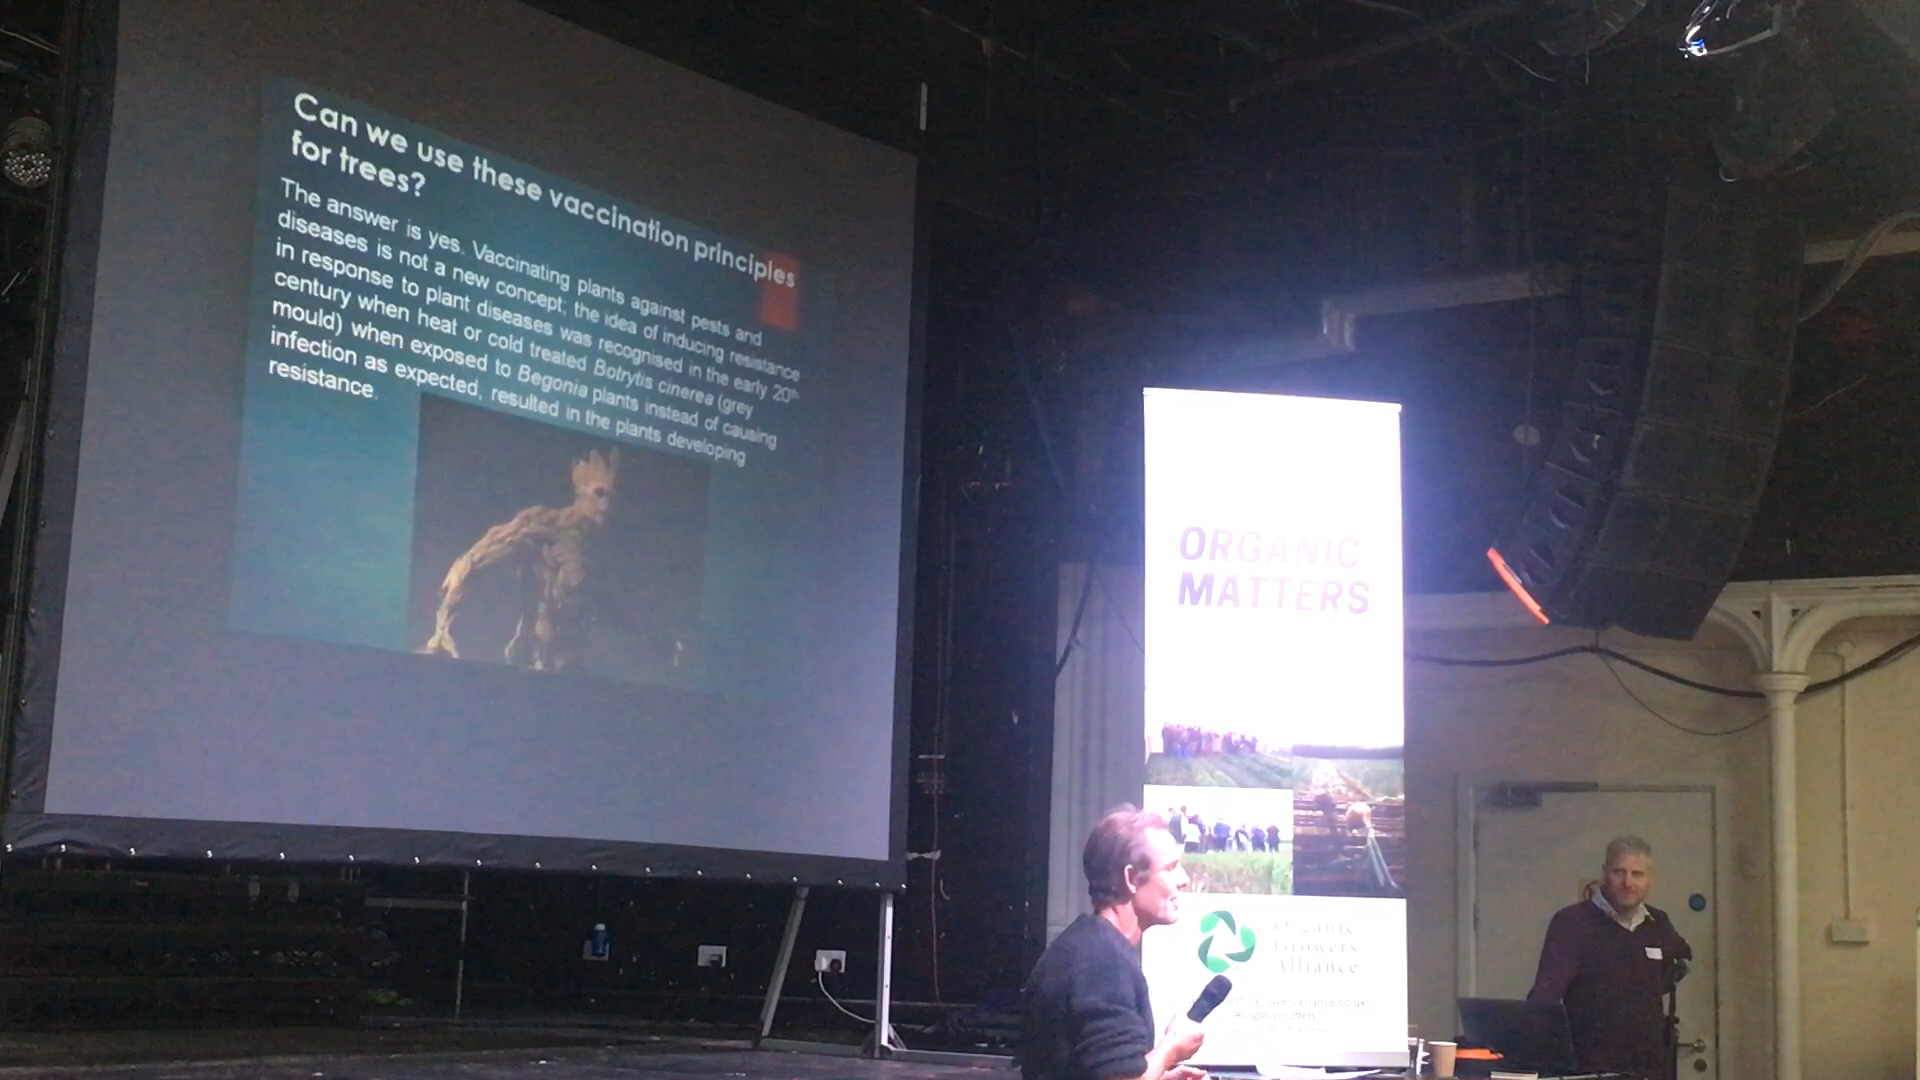 Can we use these vaccination principles
for trees?
The answer is yes. Vaccinating plants against pests and
diseases is not a new concept; the idea of inducing resistance
in response to plant diseases was recognised in the early 20th
century when heat or cold treated Botrytis cinerea (grey
mould) when exposed to Begonia plants instead of causing
infection as expected, resulted in the plants developing
resistance.
ORGANIC
MATTERS
Organic
Growers
Alliance